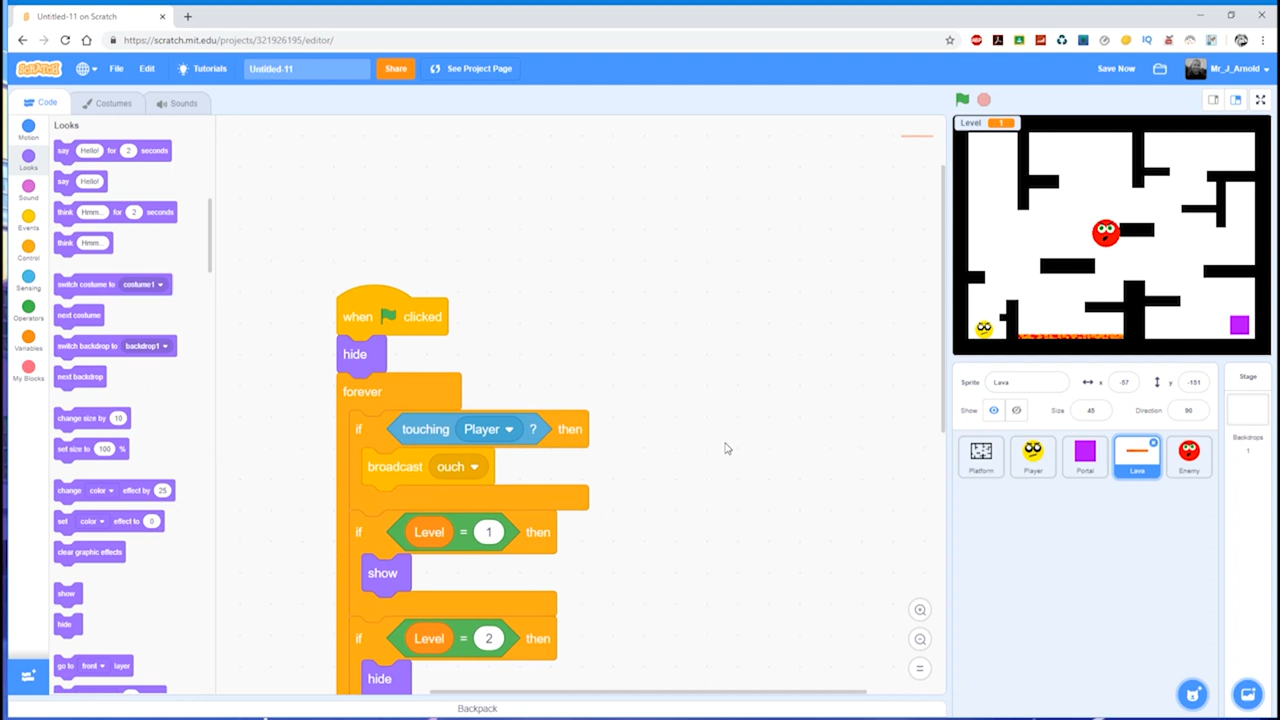 Untitled-11 on Scratch
https://scratch.mit.edu/projects/321926195/editor/
SCRATCH
File
Edit
Tutorials
Untitled-11
Share
See Project Page
Save Now
Mr_J_Arnold
Code
Costumes
Sounds
Motion
Looks
Sound
Events
Control
Sensing
Operators
Variables
My Blocks
Looks
say Hello! for 2 seconds
say Hello!
think Hmm... for 2 seconds
think Hmm...
switch costume to costume1
next costume
switch backdrop to backdrop1
next backdrop
change size by 10
set size to 100 %
change color effect by 25
set color effect to 0
clear graphic effects
show
hide
go to front layer
when clicked
hide
forever
if touching Player ? then
broadcast ouch
if Level = 1 then
show
if Level = 2 then
hide
Level 1
Sprite Lava x -57 y -151
Show Size 45 Direction 90
Platform
Player
Portal
Lava
Enemy
Stage
Backdrops
1
Backpack